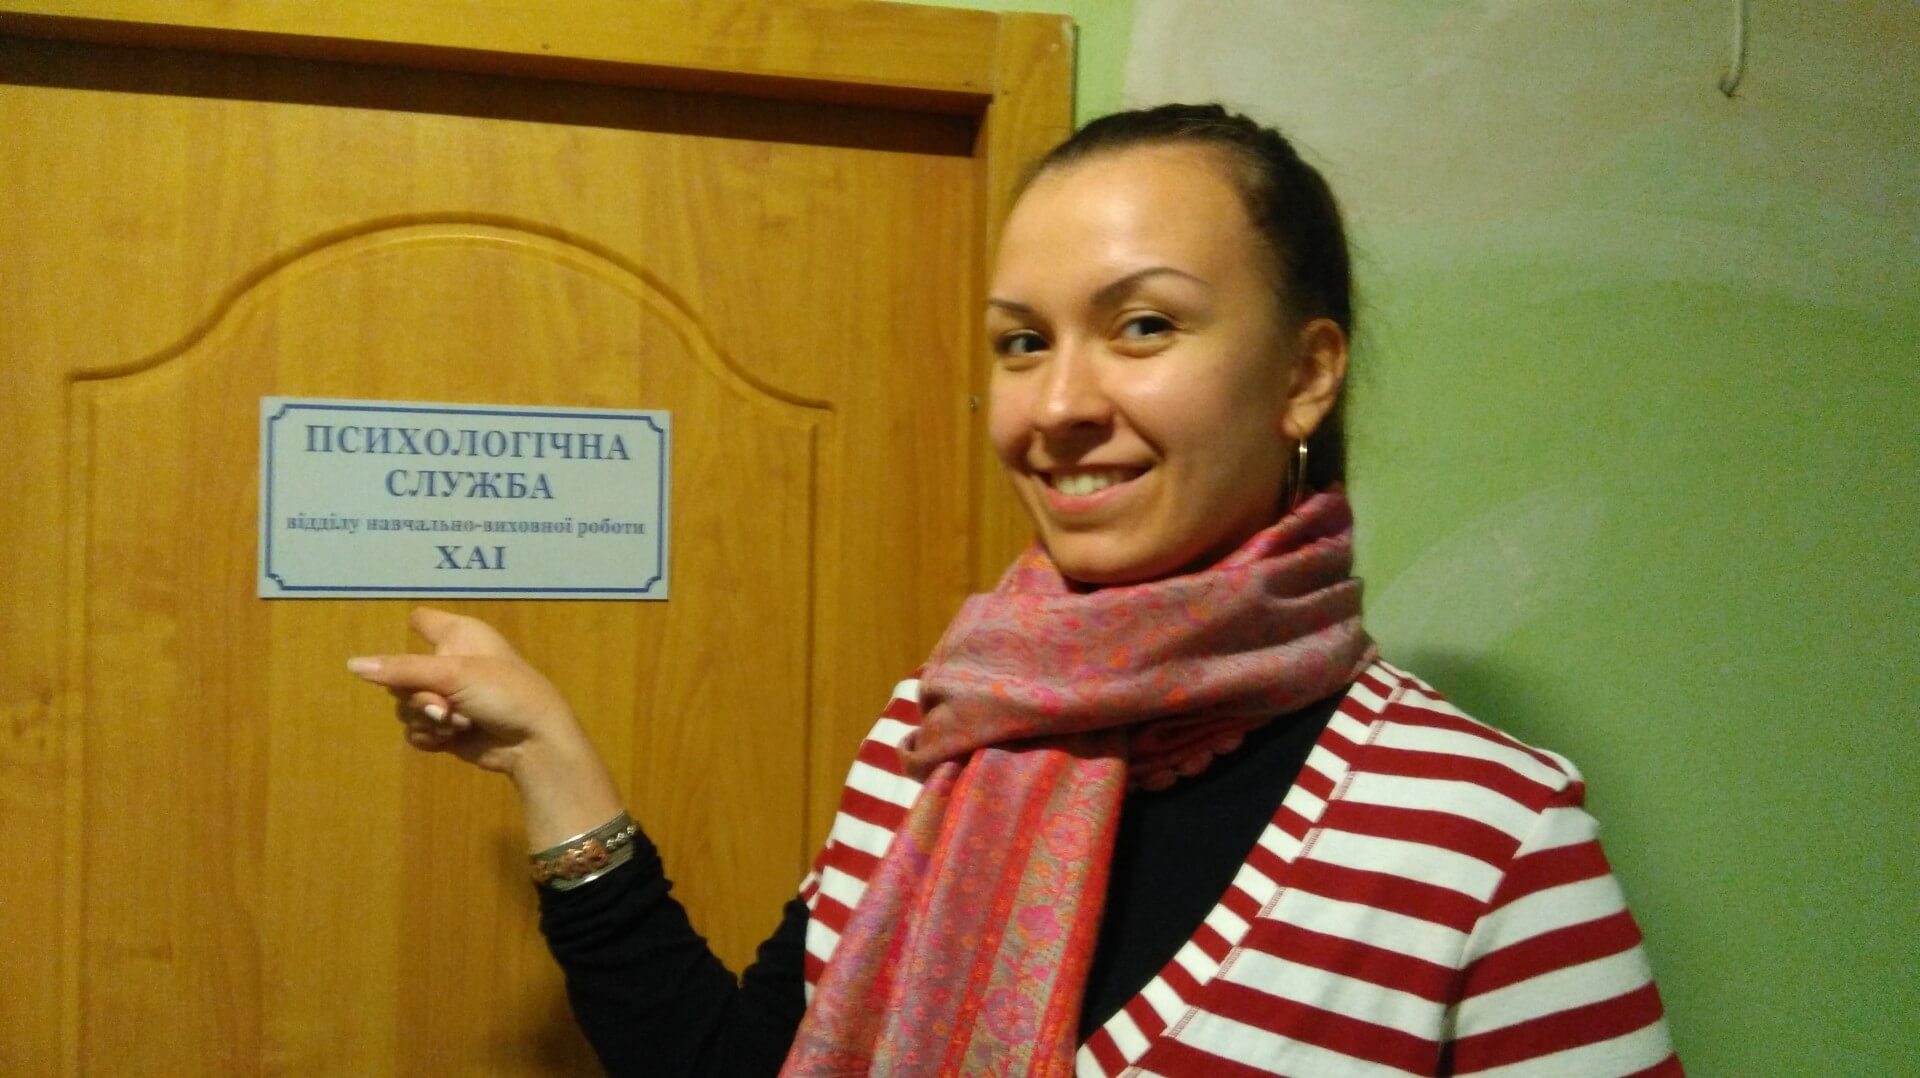 ПСИХОЛОГІЧНА
СЛУЖБА
відділу навчально-виховної роботи
ХАІ